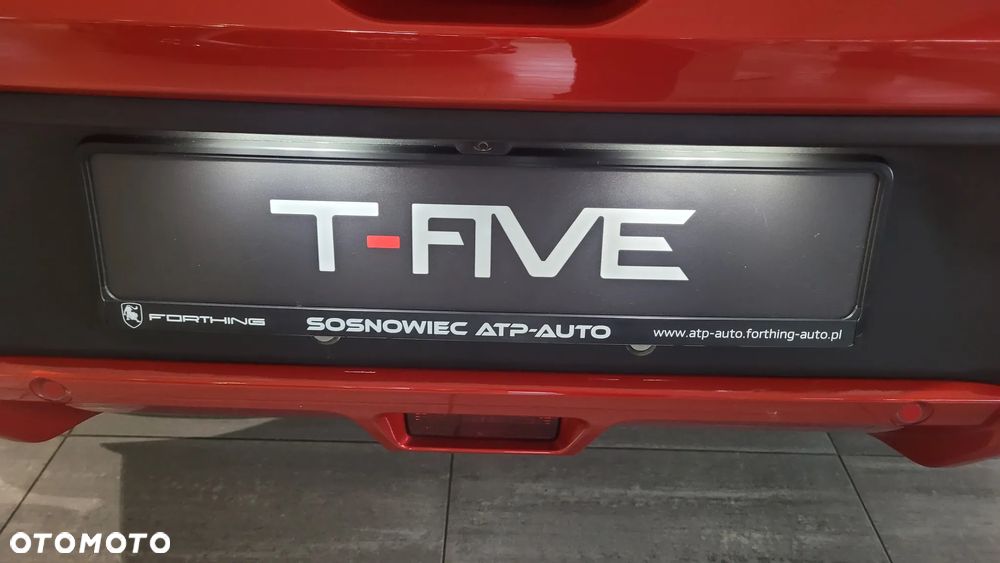 T-FIVE
FORTHING SOSNOWIEC ATP-AUTO www.atp-auto.forthing-auto.pl
OTOMOTO